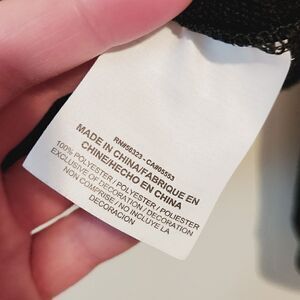 RN#56323 - CA#05553
MADE IN CHINA/FABRIQUE EN
CHINE/HECHO EN CHINA
100% POLYESTER / POLYESTER / POLIESTER
EXCLUSIVE OF DECORATION / DECORATION
NON COMPRISE / NO INCLUYE LA
DECORACION